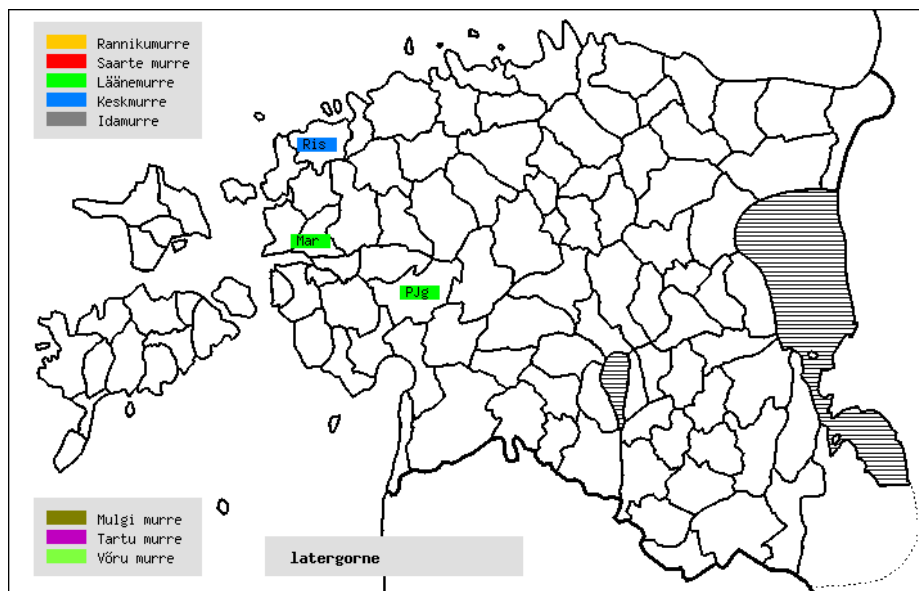 Rannikumurre
Saarte murre
Läänemurre
Keskmurre
Idamurre
Ris
Mar
PJg
Mulgi murre
Tartu murre
Võru murre
latergorne